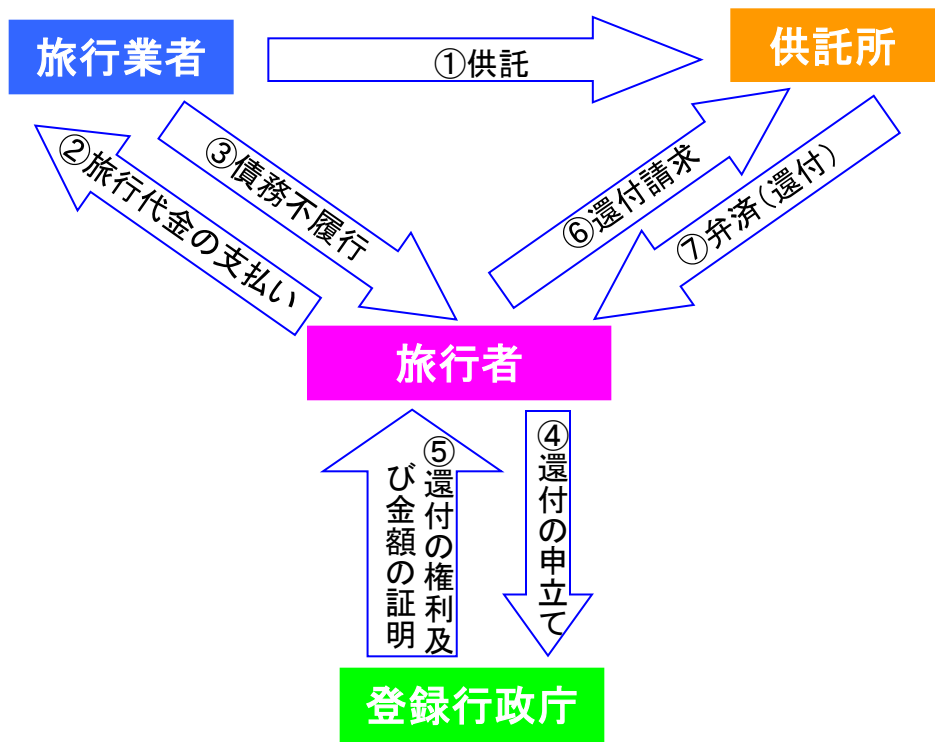 旅行業者
①供託
供託所
②旅行代金の支払い
③債務不履行
⑥還付請求
⑦弁済(還付)
旅行者
④還付の申立て
⑤還付の権利及
び金額の証明
登録行政庁